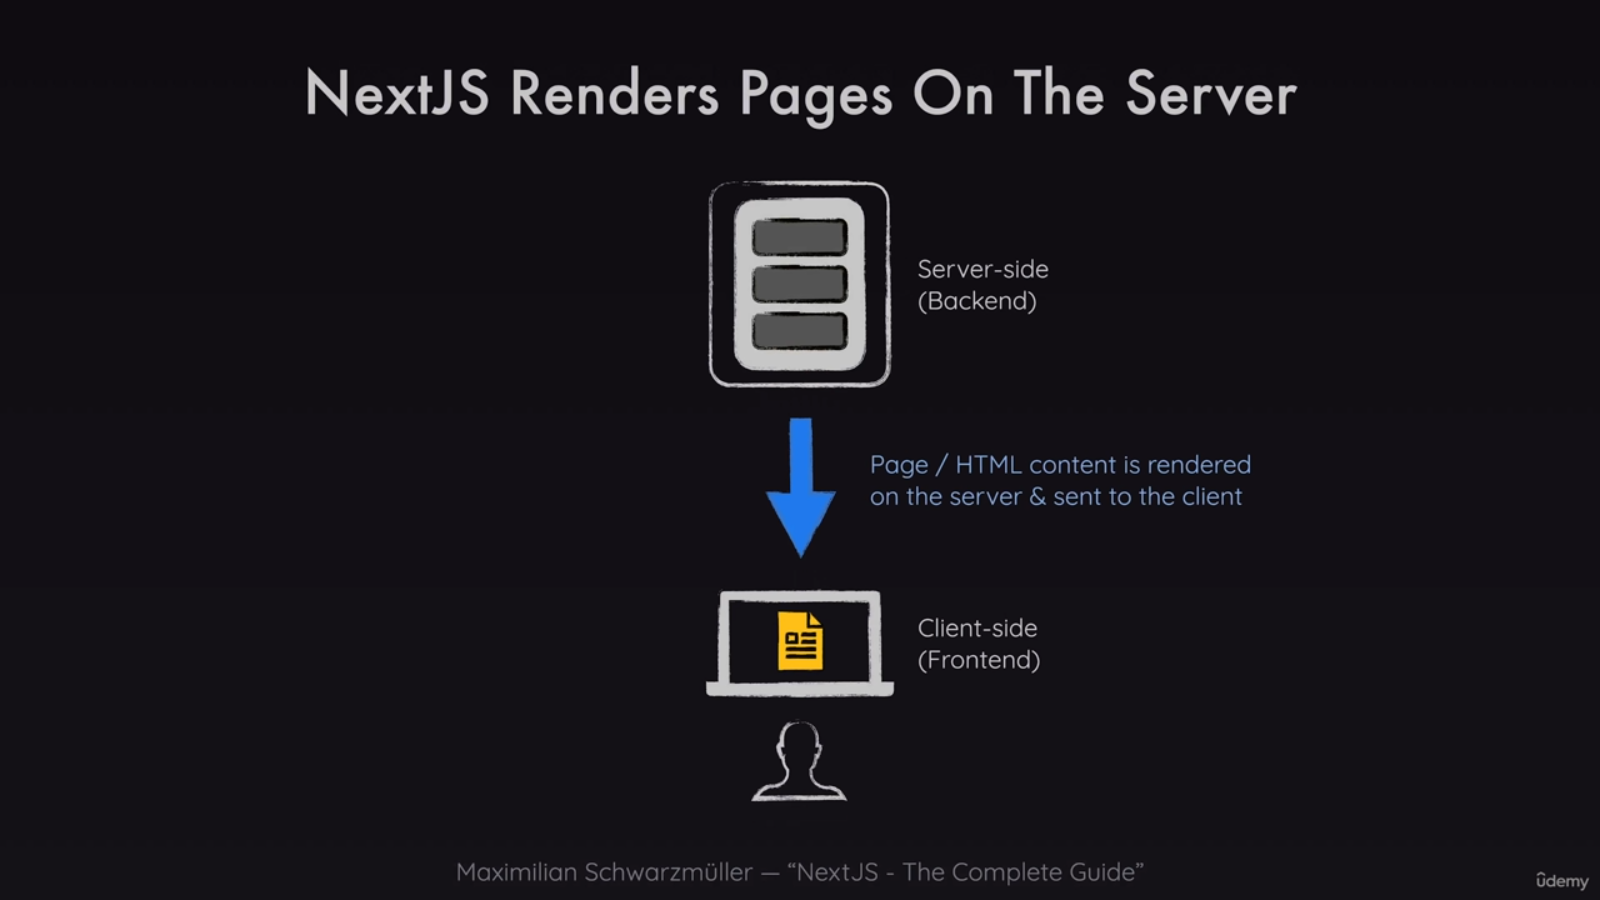 NextJS Renders Pages On The Server
Server-side
(Backend)
Page / HTML content is rendered
on the server & sent to the client
Client-side
(Frontend)
Maximilian Schwarzmüller — “NextJS - The Complete Guide”
ûdemy